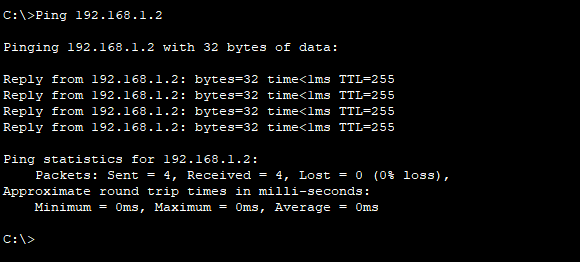 C:\>Ping 192.168.1.2
Pinging 192.168.1.2 with 32 bytes of data:
Reply from 192.168.1.2: bytes=32 time<1ms TTL=255
Reply from 192.168.1.2: bytes=32 time<1ms TTL=255
Reply from 192.168.1.2: bytes=32 time<1ms TTL=255
Reply from 192.168.1.2: bytes=32 time<1ms TTL=255
Ping statistics for 192.168.1.2:
Packets: Sent = 4, Received = 4, Lost = 0 (0% loss),
Approximate round trip times in milli-seconds:
Minimum = 0ms, Maximum = 0ms, Average = 0ms
C:\>